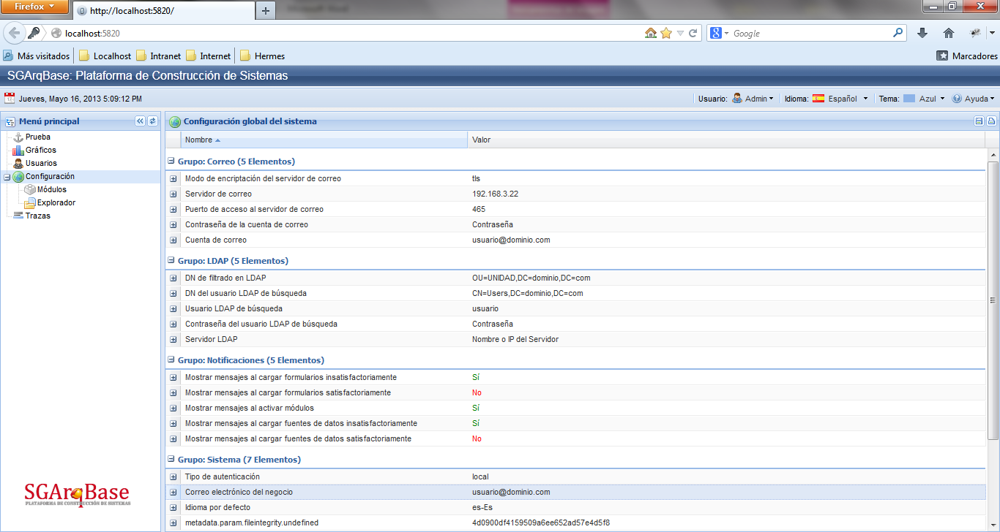 Firefox
http://localhost:5820/
localhost:5820
Google
Más visitados
Localhost
Intranet
Internet
Hermes
Marcadores
SGArqBase: Plataforma de Construcción de Sistemas
Jueves, Mayo 16, 2013 5:09:12 PM
Usuario: Admin
Idioma: Español
Tema: Azul
Ayuda
Menú principal
Prueba
Gráficos
Usuarios
Configuración
Módulos
Explorador
Trazas
SGArqBase
PLATAFORMA DE CONSTRUCCIÓN DE SISTEMAS
Configuración global del sistema
Nombre Valor
Grupo: Correo (5 Elementos)
Modo de encriptación del servidor de correo tls
Servidor de correo 192.168.3.22
Puerto de acceso al servidor de correo 465
Contraseña de la cuenta de correo Contraseña
Cuenta de correo usuario@dominio.com
Grupo: LDAP (5 Elementos)
DN de filtrado en LDAP OU=UNIDAD,DC=dominio,DC=com
DN del usuario LDAP de búsqueda CN=Users,DC=dominio,DC=com
Usuario LDAP de búsqueda usuario
Contraseña del usuario LDAP de búsqueda Contraseña
Servidor LDAP Nombre o IP del Servidor
Grupo: Notificaciones (5 Elementos)
Mostrar mensajes al cargar formularios insatisfactoriamente Sí
Mostrar mensajes al cargar formularios satisfactoriamente No
Mostrar mensajes al activar módulos Sí
Mostrar mensajes al cargar fuentes de datos insatisfactoriamente Sí
Mostrar mensajes al cargar fuentes de datos satisfactoriamente No
Grupo: Sistema (7 Elementos)
Tipo de autenticación local
Correo electrónico del negocio usuario@dominio.com
Idioma por defecto es-Es
metadata.param.fileintegrity.undefined 4d0900df4159509a6ee652ad57e4d5f8